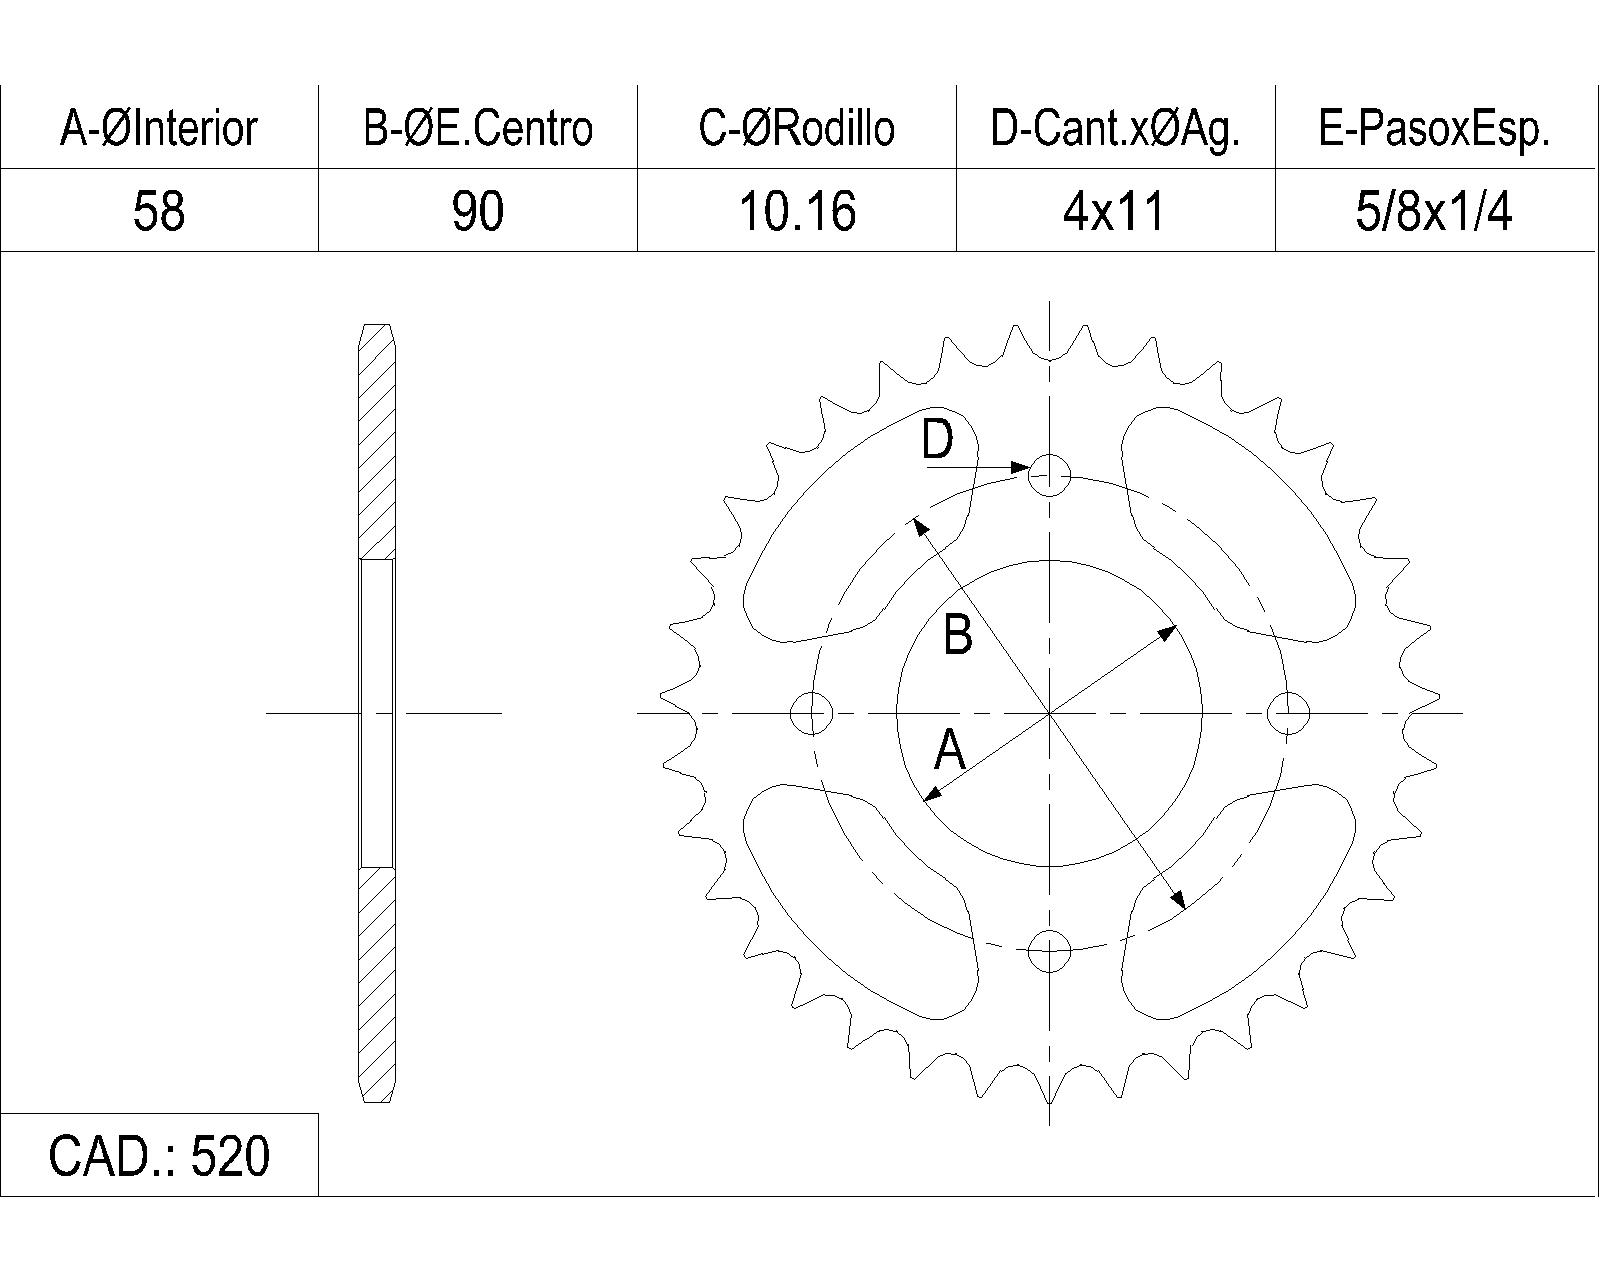 A-ØInterior B-ØE.Centro C-ØRodillo D-Cant.xØAg. E-PasoxEsp.
58 90 10.16 4x11 5/8x1/4
D
B
A
CAD.: 520